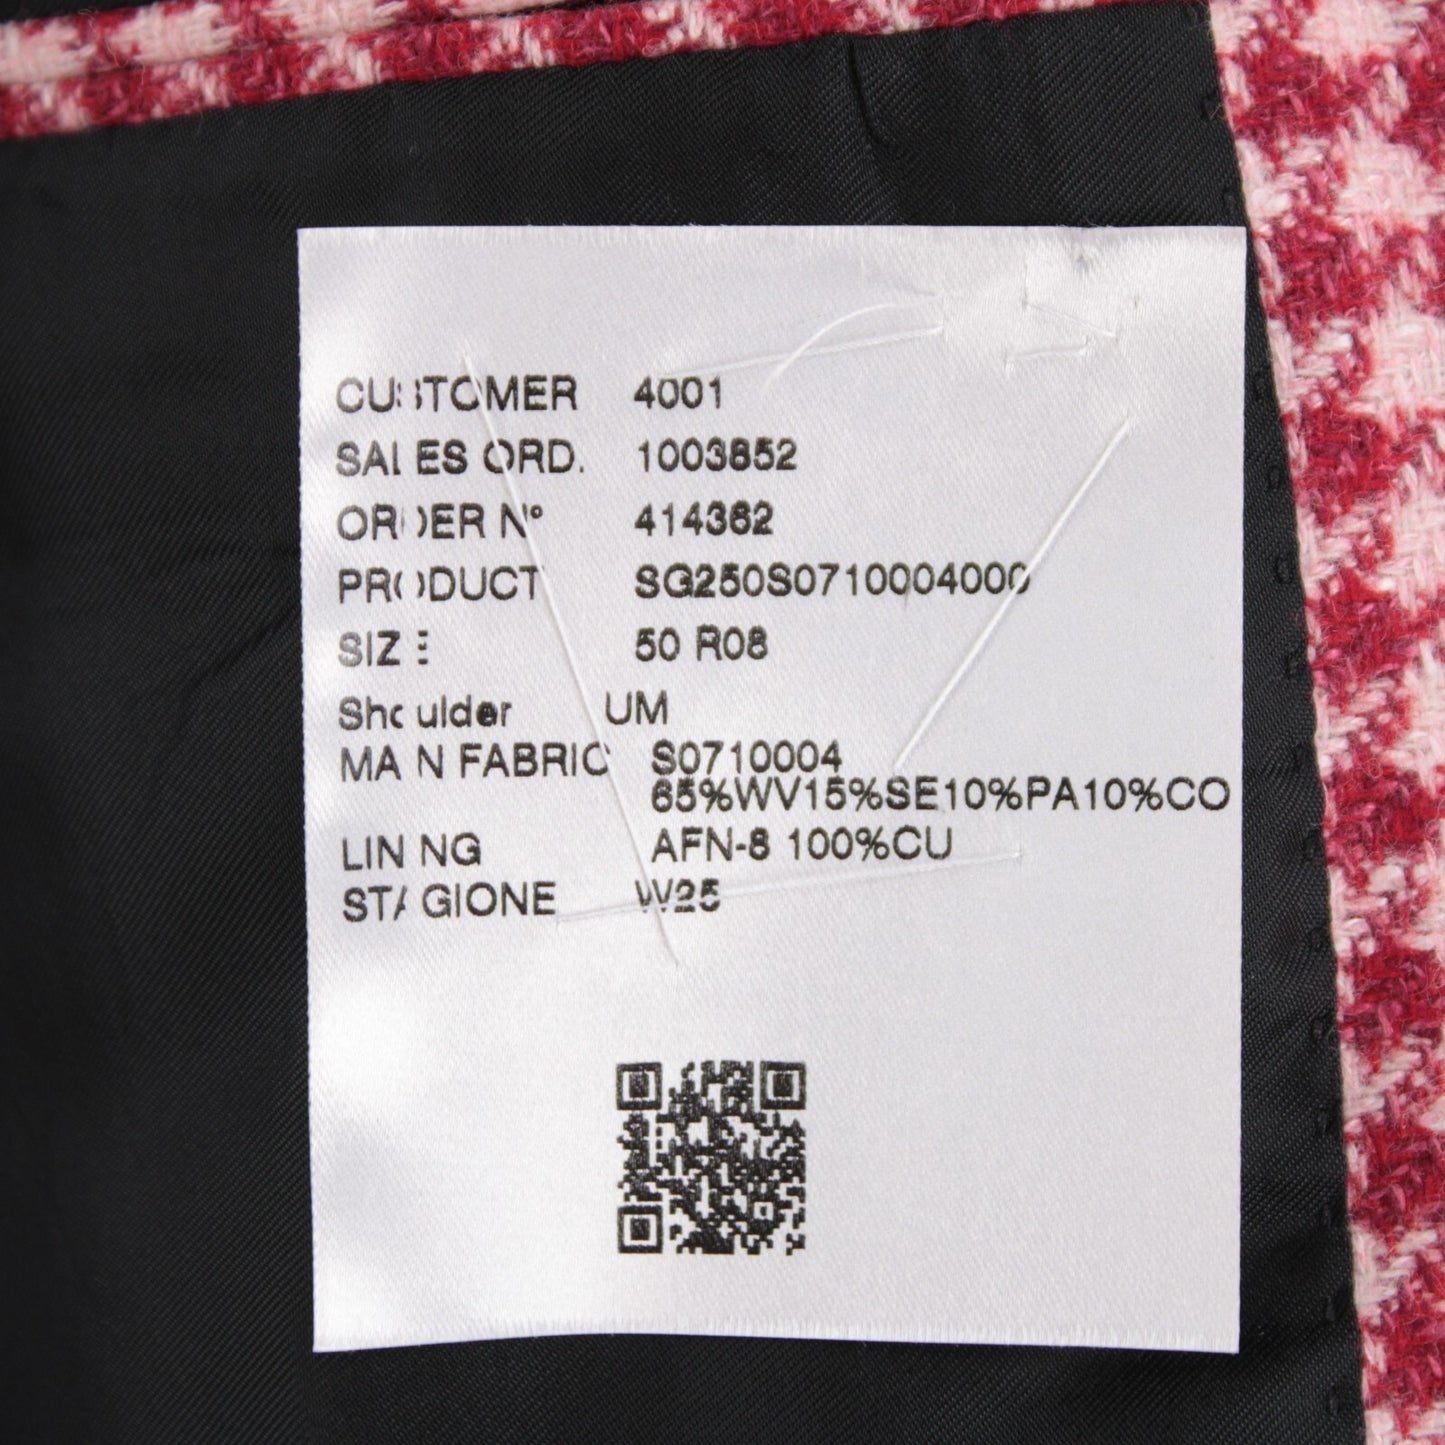 CUSTOMER 4001
SALES ORD. 1003852
ORDER N° 414362
PRODUCT SG250S0710004000
SIZE 50 R08
Shoulder UM
MAIN FABRIC S0710004
65%WV15%SE10%PA10%CO
LINING AFN-8 100%CU
STAGIONE W25